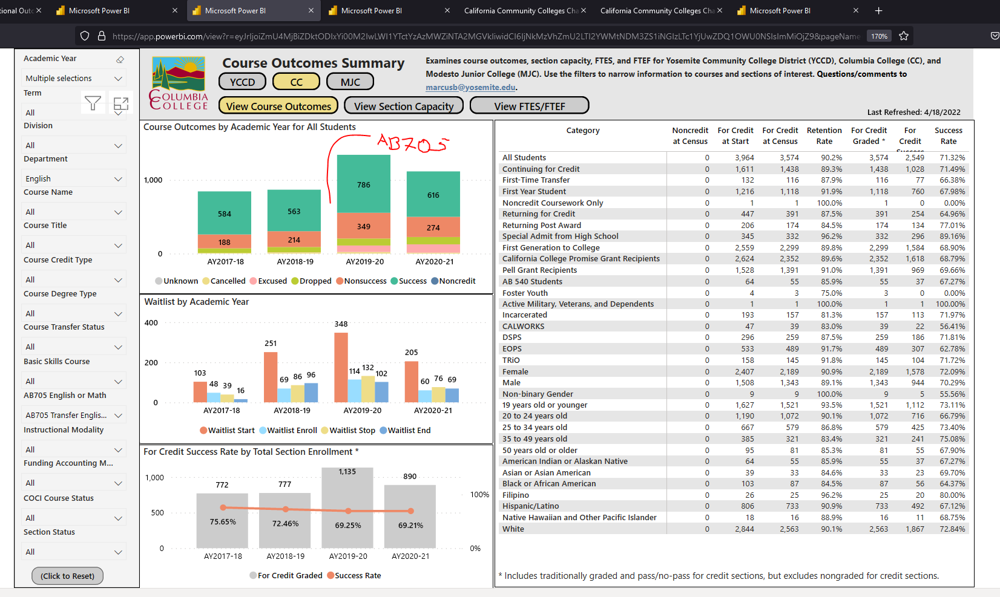 tional Outc
Microsoft Power BI
Microsoft Power BI
Microsoft Power BI
California Community Colleges Cha
California Community Colleges Cha
Microsoft Power BI
170%
Academic Year
Multiple selections
Term
All
Division
All
Department
English
Course Name
All
Course Title
All
Course Credit Type
All
Course Degree Type
All
Course Transfer Status
All
Basic Skills Course
All
AB705 English or Math
AB705 Transfer Englis...
Instructional Modality
All
Funding Accounting M...
All
COCI Course Status
All
Section Status
All
(Click to Reset)
COLUMBIA
COLLEGE
Course Outcomes Summary
YCCD CC MJC
View Course Outcomes View Section Capacity View FTES/FTEF
Examines course outcomes, section capacity, FTES, and FTEF for Yosemite Community College District (YCCD), Columbia College (CC), and
Modesto Junior College (MJC). Use the filters to narrow information to courses and sections of interest. Questions/comments to
marcusb@yosemite.edu.
Last Refreshed: 4/18/2022
Course Outcomes by Academic Year for All Students
AB705
1,000
0
584 563 786 616
188 214 349 274
AY2017-18 AY2018-19 AY2019-20 AY2020-21
Unknown Cancelled Excused Dropped Nonsuccess Success Noncredit
Waitlist by Academic Year
400
200
0
103 48 39 16
251 69 86 96
348 114 132 102
205 60 76 69
AY2017-18 AY2018-19 AY2019-20 AY2020-21
Waitlist Start Waitlist Enroll Waitlist Stop Waitlist End
For Credit Success Rate by Total Section Enrollment *
1,000
500
0
772 777 1,135 890
75.65% 72.46% 69.25% 69.21%
100%
0%
AY2017-18 AY2018-19 AY2019-20 AY2020-21
For Credit Graded Success Rate
Category Noncredit at Census For Credit at Start For Credit at Census Retention Rate For Credit Graded * For Credit Success Success Rate
All Students 0 3,964 3,574 90.2% 3,574 2,549 71.32%
Continuing for Credit 0 1,611 1,438 89.3% 1,438 1,028 71.49%
First-Time Transfer 0 132 116 87.9% 116 77 66.38%
First Year Student 0 1,216 1,118 91.9% 1,118 760 67.98%
Noncredit Coursework Only 0 1 1 100.0% 1 0 0.00%
Returning for Credit 0 447 391 87.5% 391 254 64.96%
Returning Post Award 0 206 174 84.5% 174 134 77.01%
Special Admit from High School 0 345 332 96.2% 332 296 89.16%
First Generation to College 0 2,559 2,299 89.8% 2,299 1,584 68.90%
California College Promise Grant Recipients 0 2,624 2,352 89.6% 2,352 1,618 68.79%
Pell Grant Recipients 0 1,528 1,391 91.0% 1,391 969 69.66%
AB 540 Students 0 64 55 85.9% 55 37 67.27%
Foster Youth 0 4 3 75.0% 3 0 0.00%
Active Military, Veterans, and Dependents 0 1 1 100.0% 1 1 100.00%
Incarcerated 0 193 157 81.3% 157 113 71.97%
CALWORKS 0 47 39 83.0% 39 22 56.41%
DSPS 0 296 259 87.5% 259 186 71.81%
EOPS 0 533 489 91.7% 489 307 62.78%
TRiO 0 158 145 91.8% 145 104 71.72%
Female 0 2,407 2,189 90.9% 2,189 1,578 72.09%
Male 0 1,508 1,343 89.1% 1,343 944 70.29%
Non-binary Gender 0 9 9 100.0% 9 5 55.56%
19 years old or younger 0 1,627 1,521 93.5% 1,521 1,112 73.11%
20 to 24 years old 0 1,190 1,072 90.1% 1,072 716 66.79%
25 to 34 years old 0 667 579 86.8% 579 425 73.40%
35 to 49 years old 0 385 321 83.4% 321 241 75.08%
50 years old or older 0 95 81 85.3% 81 55 67.90%
American Indian or Alaskan Native 0 64 55 85.9% 55 37 67.27%
Asian or Asian American 0 39 33 84.6% 33 23 69.70%
Black or African American 0 103 87 84.5% 87 56 64.37%
Filipino 0 26 25 96.2% 25 20 80.00%
Hispanic/Latino 0 806 733 90.9% 733 492 67.12%
Native Hawaiian and Other Pacific Islander 0 18 16 88.9% 16 11 68.75%
White 0 2,844 2,563 90.1% 2,563 1,867 72.84%
* Includes traditionally graded and pass/no-pass for credit sections, but excludes nongraded for credit sections.